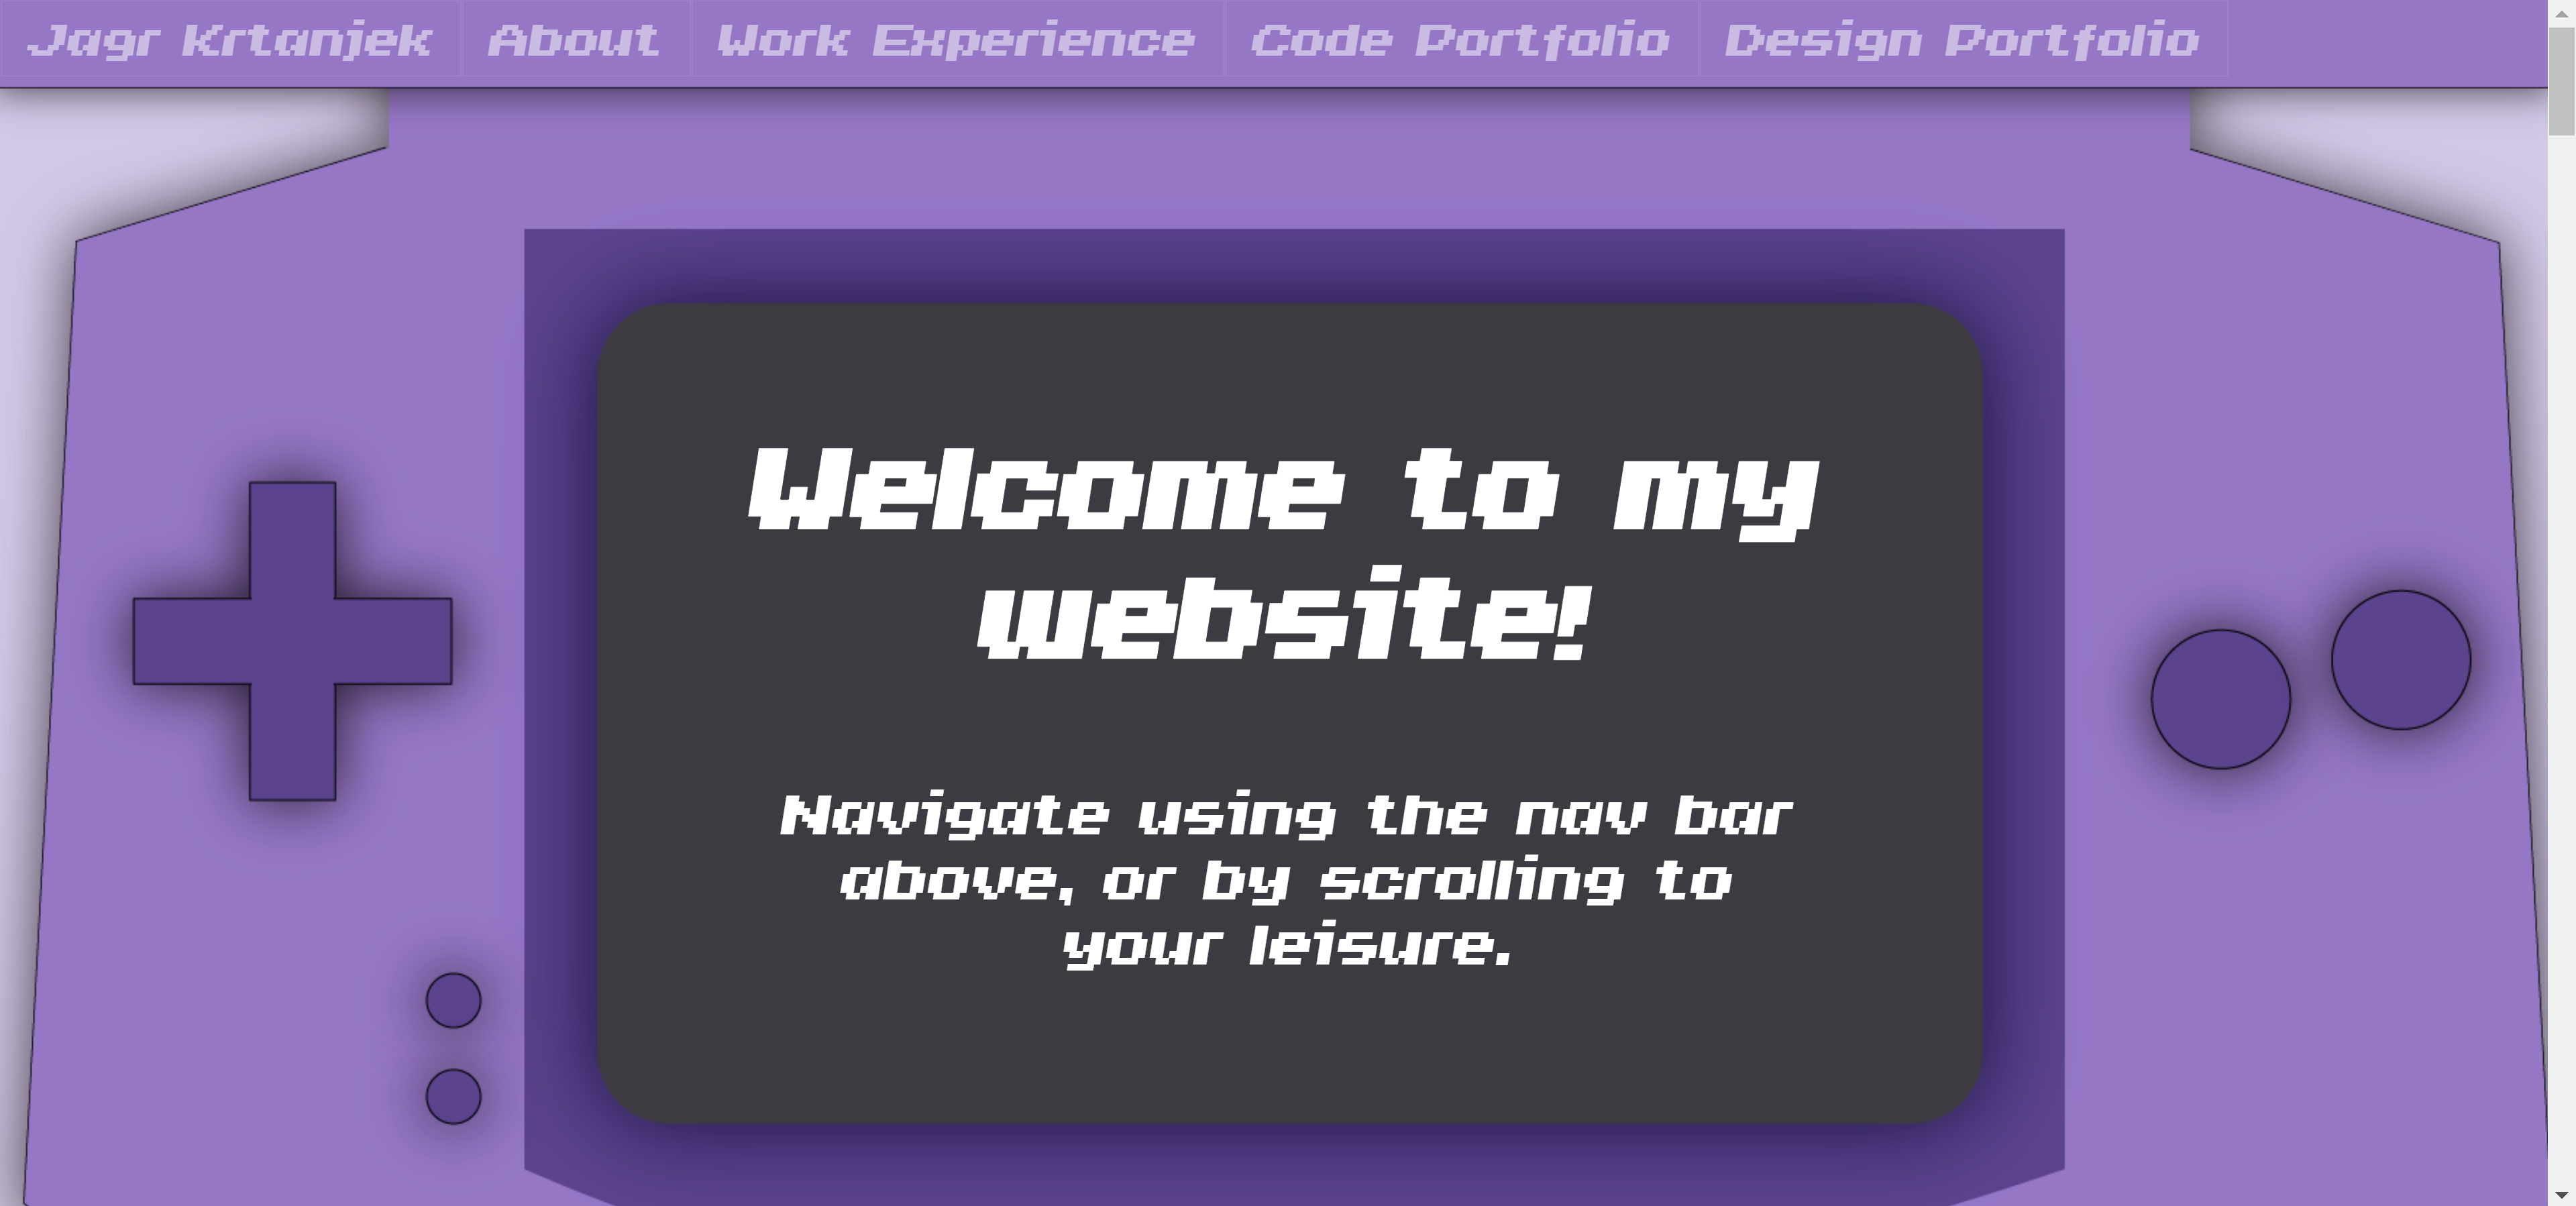 Jagr Krtanjek About Work Experience Code Portfolio Design Portfolio
Welcome to my
website!
Navigate using the nav bar
above, or by scrolling to
your leisure.